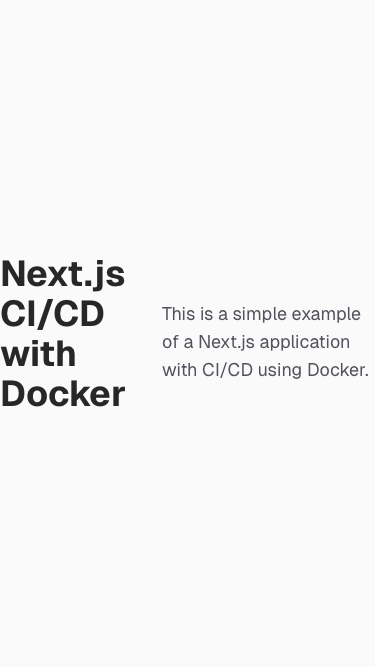 Next.js
CI/CD
with
Docker
This is a simple example
of a Next.js application
with CI/CD using Docker.